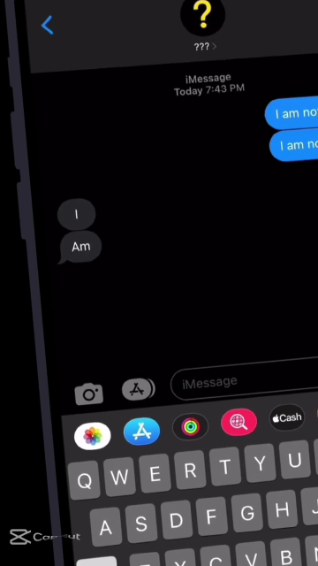 ?
???
iMessage
Today 7:43 PM
I am no
I am no
I
Am
iMessage
Cash
Q W E R T Y U
A S D F G H J
C V B N
CapCut